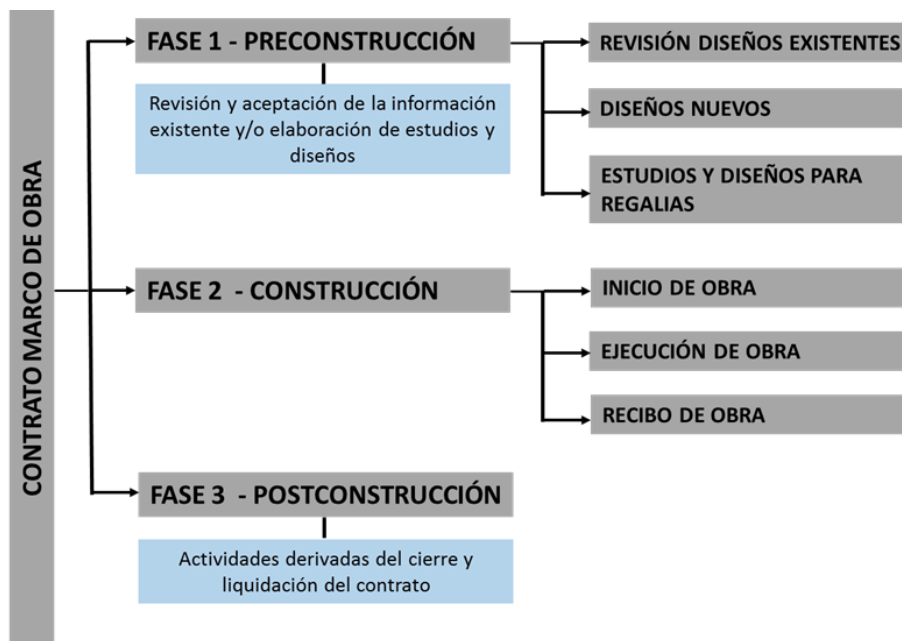 CONTRATO MARCO DE OBRA
FASE 1 - PRECONSTRUCCIÓN
Revisión y aceptación de la información
existente y/o elaboración de estudios y
diseños
REVISIÓN DISEÑOS EXISTENTES
DISEÑOS NUEVOS
ESTUDIOS Y DISEÑOS PARA
REGALIAS
FASE 2 - CONSTRUCCIÓN
INICIO DE OBRA
EJECUCIÓN DE OBRA
RECIBO DE OBRA
FASE 3 - POSTCONSTRUCCIÓN
Actividades derivadas del cierre y
liquidación del contrato